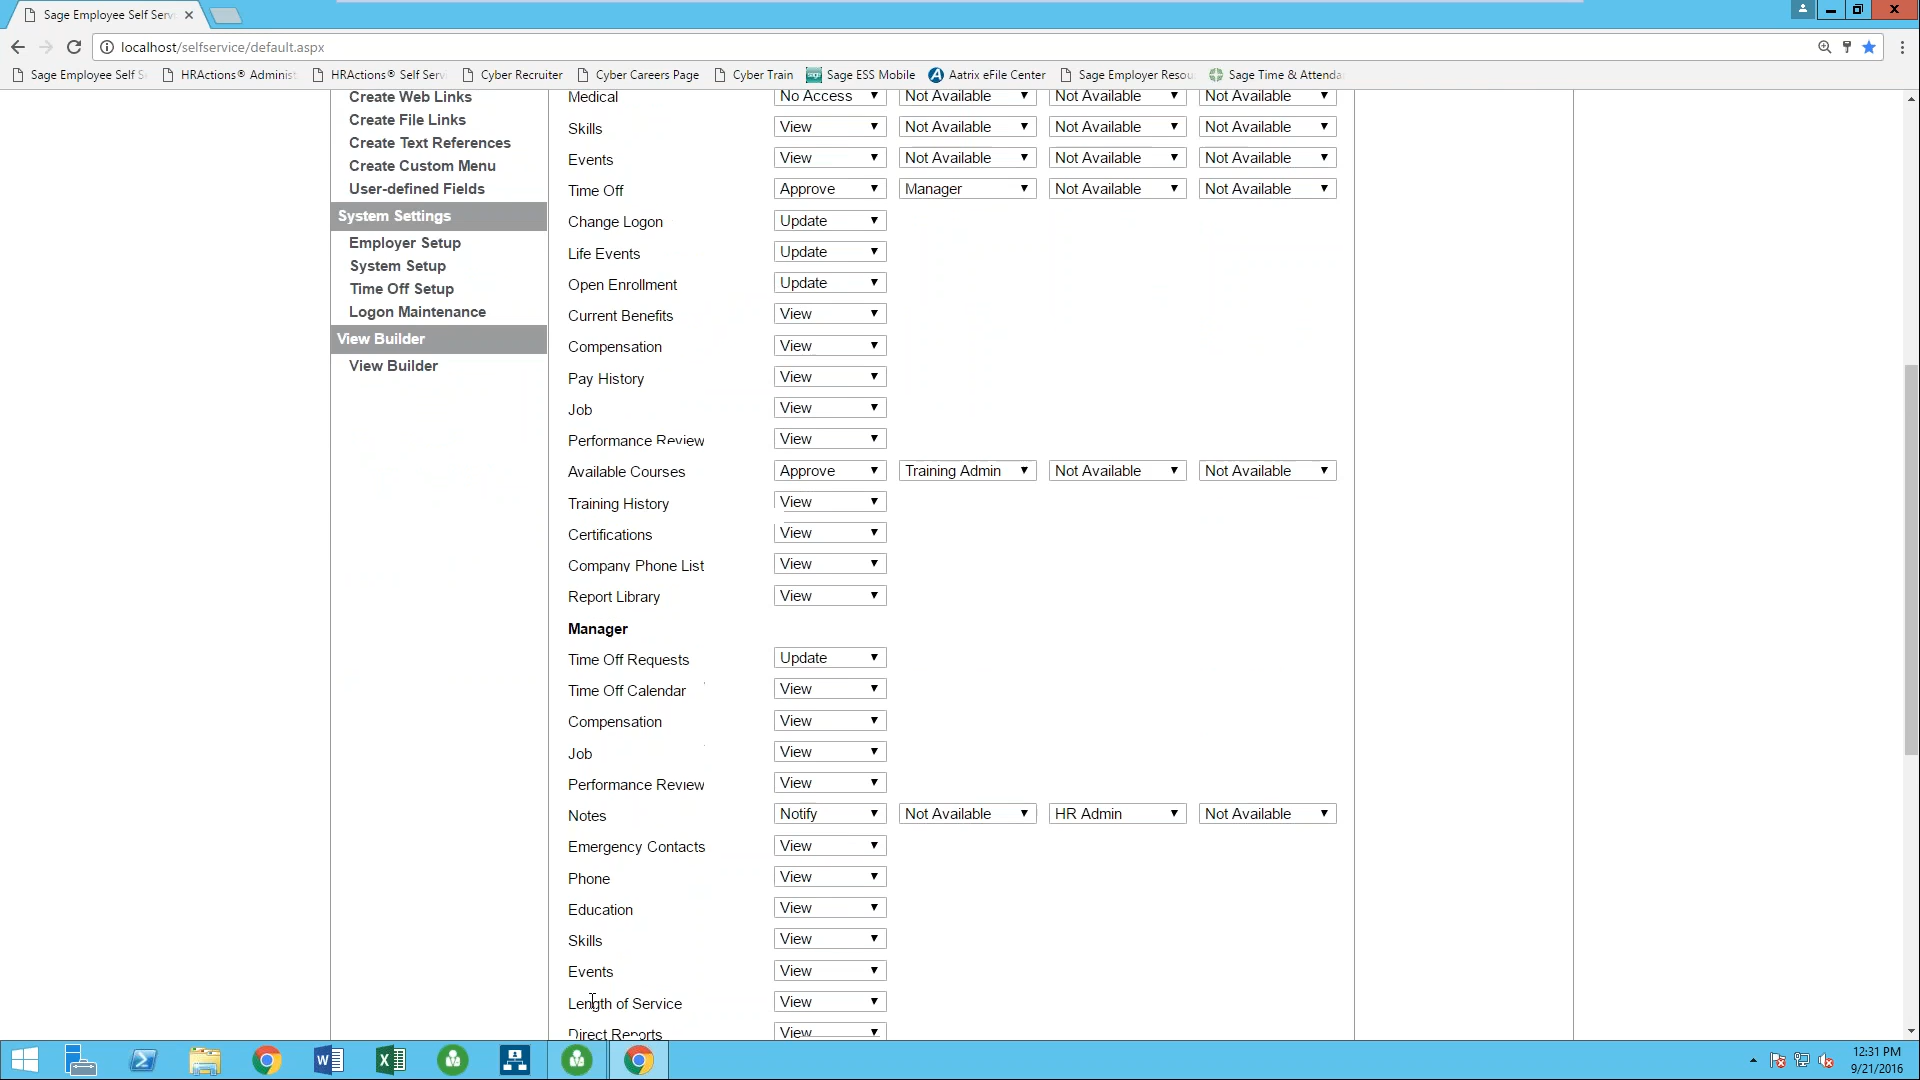 Sage Employee Self Serv
localhost/selfservice/default.aspx
Sage Employee Self S
HRActions® Administ
HRActions® Self Serv
Cyber Recruiter
Cyber Careers Page
Cyber Train
Sage ESS Mobile
Aatrix eFile Center
Sage Employer Resou
Sage Time & Attenda
Create Web Links
Create File Links
Create Text References
Create Custom Menu
User-defined Fields
System Settings
Employer Setup
System Setup
Time Off Setup
Logon Maintenance
View Builder
View Builder
Medical No Access Not Available Not Available Not Available
Skills View Not Available Not Available Not Available
Events View Not Available Not Available Not Available
Time Off Approve Manager Not Available Not Available
Change Logon Update
Life Events Update
Open Enrollment Update
Current Benefits View
Compensation View
Pay History View
Job View
Performance Review View
Available Courses Approve Training Admin Not Available Not Available
Training History View
Certifications View
Company Phone List View
Report Library View
Manager
Time Off Requests Update
Time Off Calendar View
Compensation View
Job View
Performance Review View
Notes Notify Not Available HR Admin Not Available
Emergency Contacts View
Phone View
Education View
Skills View
Events View
Length of Service View
Direct Reports View
12:31 PM
9/21/2016